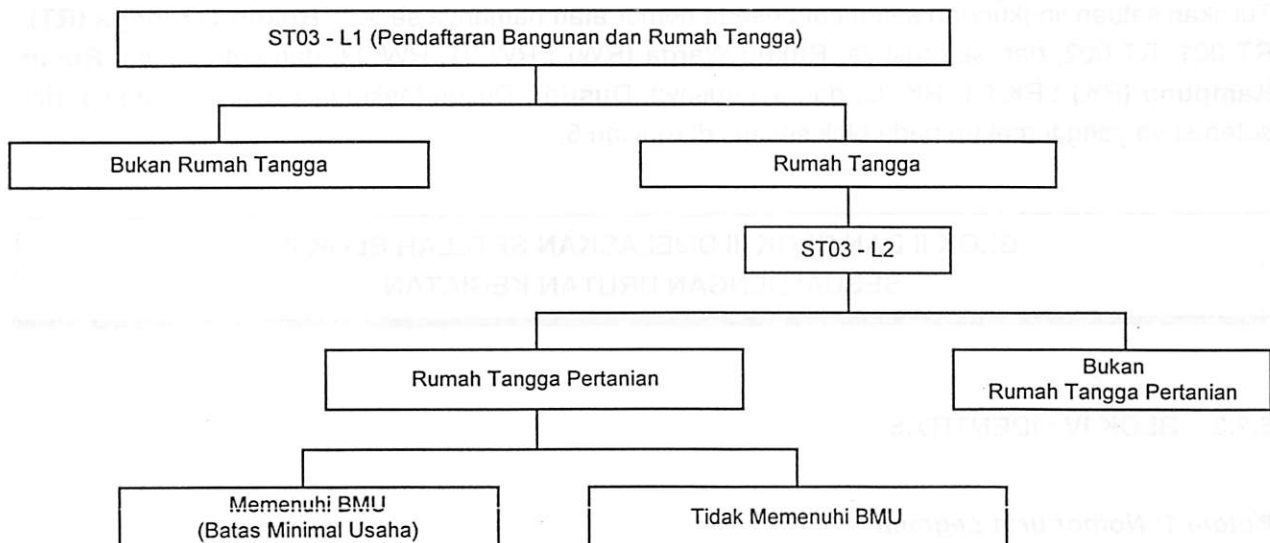 ST03 - L1 (Pendaftaran Bangunan dan Rumah Tangga)
Bukan Rumah Tangga
Rumah Tangga
ST03 - L2
Rumah Tangga Pertanian
Bukan
Rumah Tangga Pertanian
Memenuhi BMU
(Batas Minimal Usaha)
Tidak Memenuhi BMU